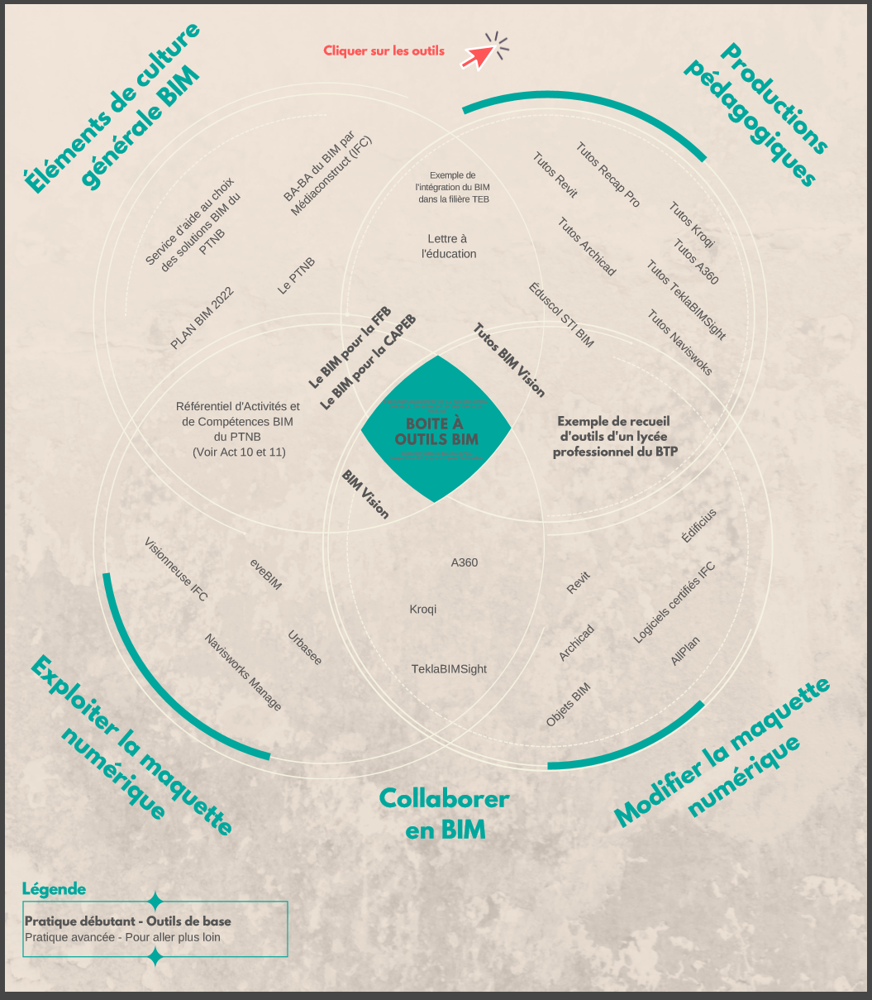 Cliquer sur les outils
Éléments de culture
générale BIM
Productions
pédagogiques
BA-BA du BIM par
Médiaconstruct (IFC)
Service d'aide au choix
des solutions BIM du
PTNB
Le PTNB
PLAN BIM 2022
Exemple de
l'intégration du BIM
dans la filière TEB
Lettre à
l'éducation
Tutos Revit
Tutos Recap Pro
Tutos Kroqi
Tutos A360
Tutos Archicad
Tutos TeklaBIMSight
Tutos Naviswoks
Éduscol STI BIM
Le BIM pour la FFB
Le BIM pour la CAPEB
Tutos BIM Vision
Référentiel d'Activités et
de Compétences BIM
du PTNB
(Voir Act 10 et 11)
BOITE À
OUTILS BIM
Exemple de recueil
d'outils d'un lycée
professionnel du BTP
BIM Vision
Visionneuse IFC
eveBIM
Navisworks Manage
Urbasee
A360
Kroqi
TeklaBIMSight
Édificius
Revit
Logiciels certifiés IFC
Archicad
AllPlan
Objets BIM
Exploiter la maquette
numérique
Collaborer
en BIM
Modifier la maquette
numérique
Légende
Pratique débutant - Outils de base
Pratique avancée - Pour aller plus loin